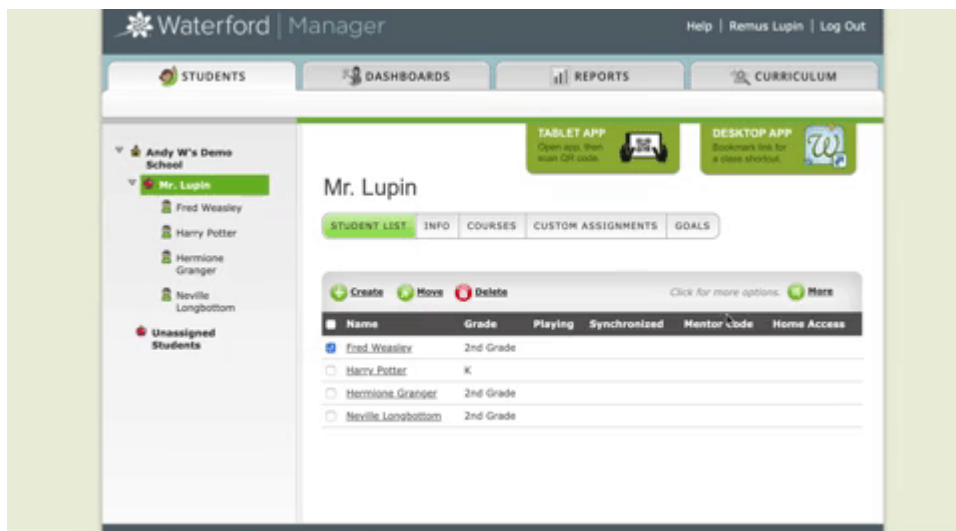 Waterford | Manager
Help | Remus Lupin | Log Out
STUDENTS
DASHBOARDS
REPORTS
CURRICULUM
Andy W's Demo
School
Mr. Lupin
Fred Weasley
Harry Potter
Hermione
Granger
Neville
Longbottom
Unassigned
Students
TABLET APP
Open app, then
scan QR code.
DESKTOP APP
Bookmark link for
a class shortcut.
Mr. Lupin
STUDENT LIST INFO COURSES CUSTOM ASSIGNMENTS GOALS
Create Move Delete Click for more options. More
Name Grade Playing Synchronized Mentor Code Home Access
Fred Weasley 2nd Grade
Harry Potter K
Hermione Granger 2nd Grade
Neville Longbottom 2nd Grade